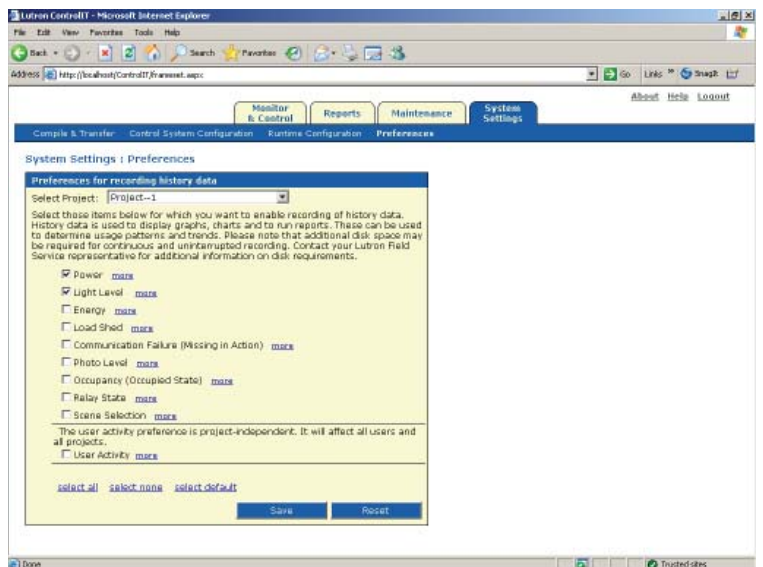 Lutron ControlIT - Microsoft Internet Explorer
File Edit View Favorites Tools Help
Back Search Favorites
Address http://localhost/ControlIT/frameset.aspx Go Links » SnagIt
About Help Logout
Monitor & Control Reports Maintenance System Settings
Compile & Transfer Control System Configuration Runtime Configuration Preferences
System Settings : Preferences
Preferences for recording history data
Select Project: Project--1
Select those items below for which you want to enable recording of history data.
History data is used to display graphs, charts and to run reports. These can be used
to determine usage patterns and trends. Please note that additional disk space may
be required for continuous and uninterrupted recording. Contact your Lutron Field
Service representative for additional information on disk requirements.
Power more
Light Level more
Energy more
Load Shed more
Communication Failure (Missing in Action) more
Photo Level more
Occupancy (Occupied State) more
Relay State more
Scene Selection more
The user activity preference is project-independent. It will affect all users and
all projects.
User Activity more
select all select none select default
Save Reset
Done Trusted sites